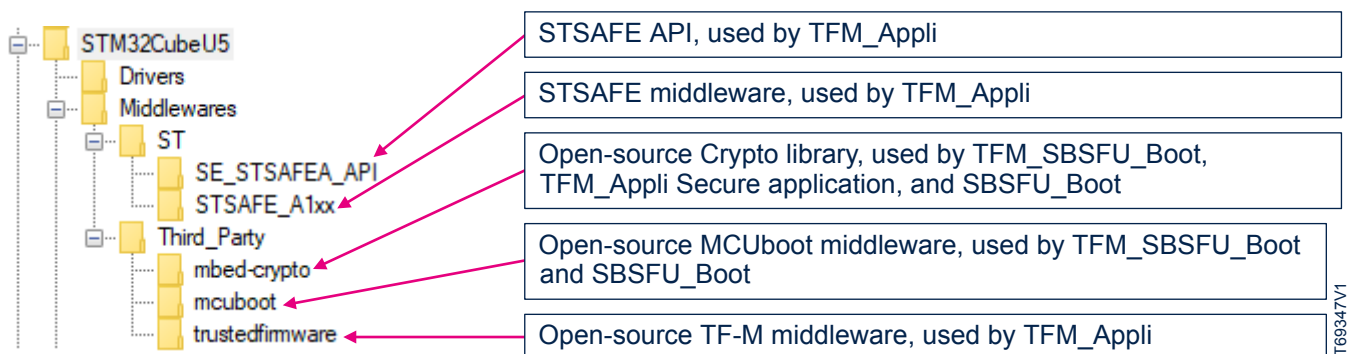 STM32CubeU5
Drivers
Middlewares
ST
SE_STSAFEA_API
STSAFE_A1xx
Third_Party
mbed-crypto
mcuboot
trustedfirmware
STSAFE API, used by TFM_Appli
STSAFE middleware, used by TFM_Appli
Open-source Crypto library, used by TFM_SBSFU_Boot,
TFM_Appli Secure application, and SBSFU_Boot
Open-source MCUboot middleware, used by TFM_SBSFU_Boot
and SBSFU_Boot
Open-source TF-M middleware, used by TFM_Appli
T69347V1